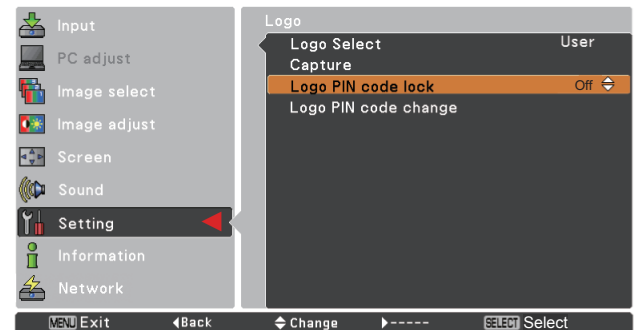 Input
PC adjust
Image select
Image adjust
Screen
Sound
Setting
Information
Network
Logo
Logo Select User
Capture
Logo PIN code lock Off
Logo PIN code change
MENU Exit Back Change ----- SELECT Select